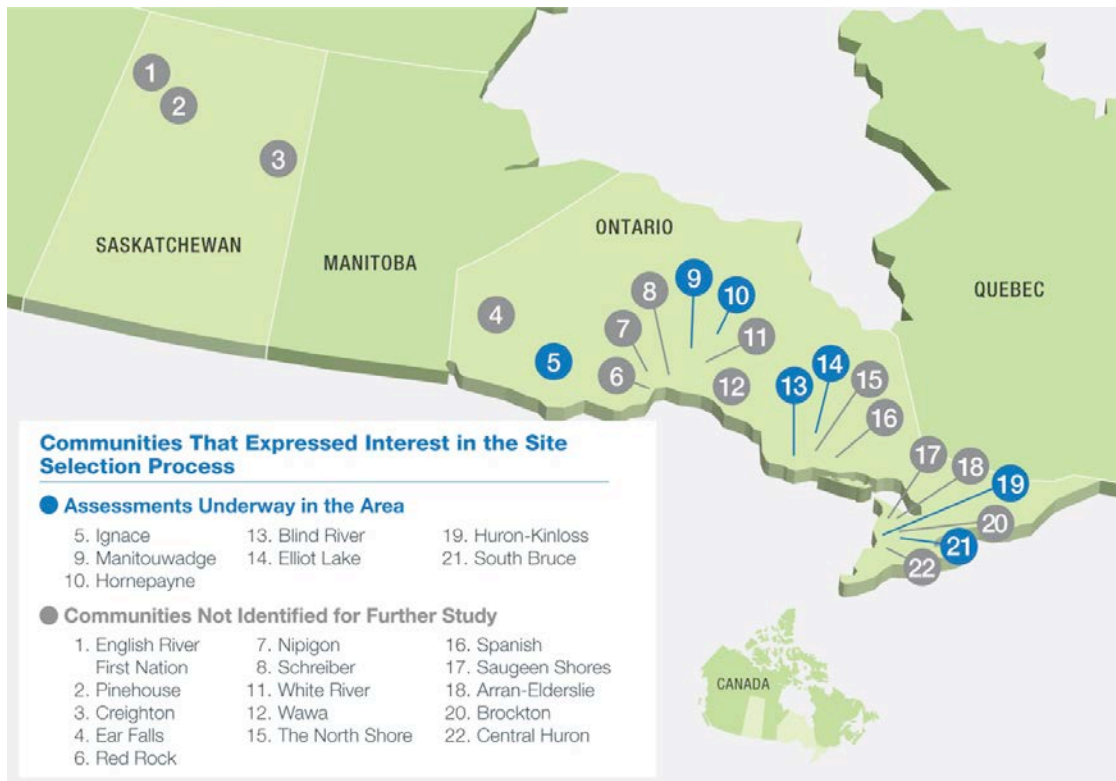 1
2
3
SASKATCHEWAN
MANITOBA
ONTARIO
QUEBEC
4
5
6
7
8
9
10
11
12
13
14
15
16
17
18
19
20
21
22
Communities That Expressed Interest in the Site
Selection Process
Assessments Underway in the Area
5. Ignace
9. Manitouwadge
10. Hornepayne
13. Blind River
14. Elliot Lake
19. Huron-Kinloss
21. South Bruce
Communities Not Identified for Further Study
1. English River
First Nation
2. Pinehouse
3. Creighton
4. Ear Falls
6. Red Rock
7. Nipigon
8. Schreiber
11. White River
12. Wawa
15. The North Shore
16. Spanish
17. Saugeen Shores
18. Arran-Elderslie
20. Brockton
22. Central Huron
CANADA